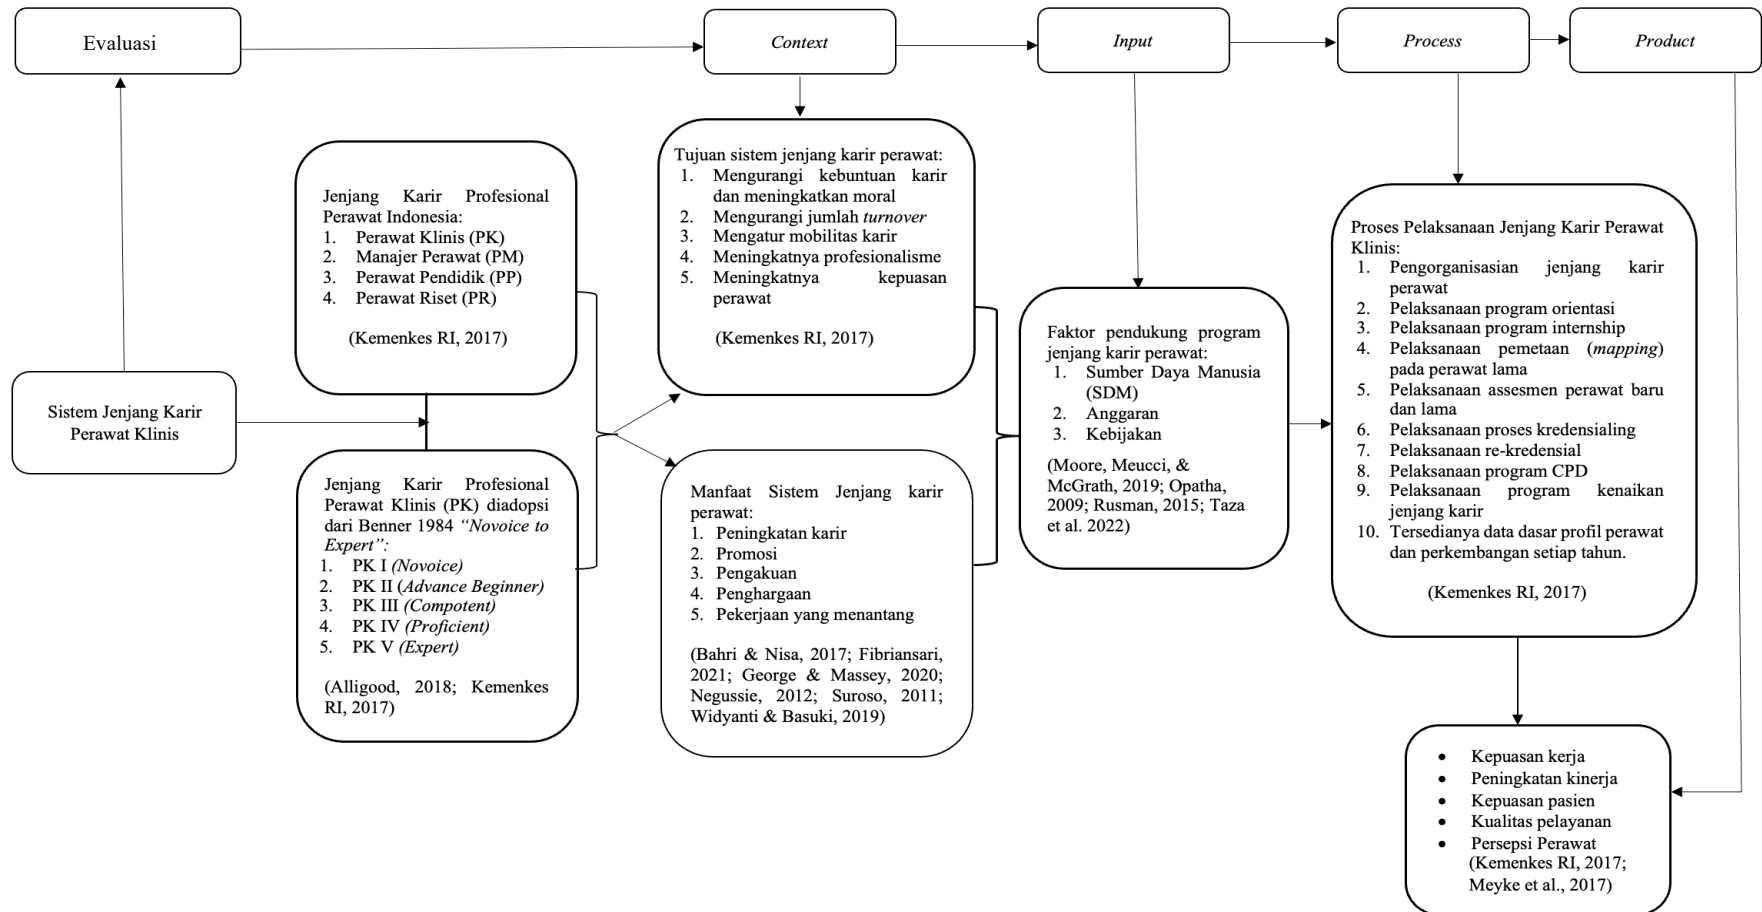 Evaluasi
Context
Input
Process
Product
Sistem Jenjang Karir
Perawat Klinis
Jenjang Karir Profesional
Perawat Indonesia:
1. Perawat Klinis (PK)
2. Manajer Perawat (PM)
3. Perawat Pendidik (PP)
4. Perawat Riset (PR)
(Kemenkes RI, 2017)
Jenjang Karir Profesional
Perawat Klinis (PK) diadopsi
dari Benner 1984 “Novoice to
Expert”:
1. PK I (Novoice)
2. PK II (Advance Beginner)
3. PK III (Compotent)
4. PK IV (Proficient)
5. PK V (Expert)
(Alligood, 2018; Kemenkes
RI, 2017)
Tujuan sistem jenjang karir perawat:
1. Mengurangi kebuntuan karir
dan meningkatkan moral
2. Mengurangi jumlah turnover
3. Mengatur mobilitas karir
4. Meningkatnya profesionalisme
5. Meningkatnya kepuasan
perawat
(Kemenkes RI, 2017)
Manfaat Sistem Jenjang karir
perawat:
1. Peningkatan karir
2. Promosi
3. Pengakuan
4. Penghargaan
5. Pekerjaan yang menantang
(Bahri & Nisa, 2017; Fibriansari,
2021; George & Massey, 2020;
Negussie, 2012; Suroso, 2011;
Widyanti & Basuki, 2019)
Faktor pendukung program
jenjang karir perawat:
1. Sumber Daya Manusia
(SDM)
2. Anggaran
3. Kebijakan
(Moore, Meucci, &
McGrath, 2019; Opatha,
2009; Rusman, 2015; Taza
et al. 2022)
Proses Pelaksanaan Jenjang Karir Perawat
Klinis:
1. Pengorganisasian jenjang karir
perawat
2. Pelaksanaan program orientasi
3. Pelaksanaan program internship
4. Pelaksanaan pemetaan (mapping)
pada perawat lama
5. Pelaksanaan assesmen perawat baru
dan lama
6. Pelaksanaan proses kredensialing
7. Pelaksanaan re-kredensial
8. Pelaksanaan program CPD
9. Pelaksanaan program kenaikan
jenjang karir
10. Tersedianya data dasar profil perawat
dan perkembangan setiap tahun.
(Kemenkes RI, 2017)
• Kepuasan kerja
• Peningkatan kinerja
• Kepuasan pasien
• Kualitas pelayanan
• Persepsi Perawat
(Kemenkes RI, 2017;
Meyke et al., 2017)